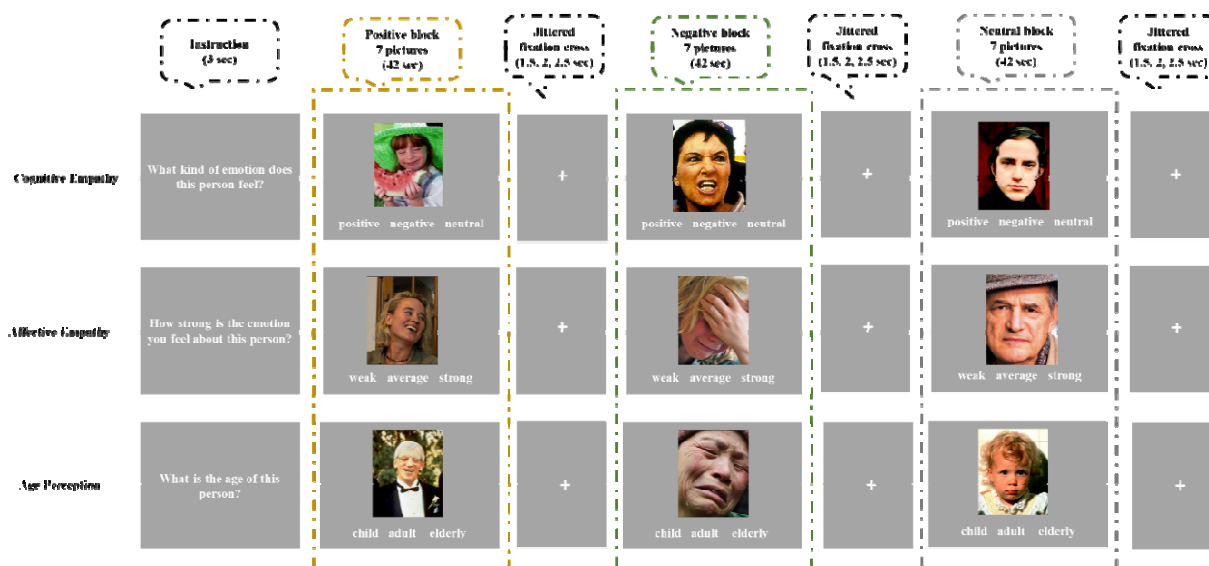 Instruction
(3 sec)
Positive block
7 pictures
(42 sec)
Jittered
fixation cross
(1.5, 2, 2.5 sec)
Negative block
7 pictures
(42 sec)
Jittered
fixation cross
(1.5, 2, 2.5 sec)
Neutral block
7 pictures
(42 sec)
Jittered
fixation cross
(1.5, 2, 2.5 sec)
Cognitive Empathy
What kind of emotion does
this person feel?
positive negative neutral
+
positive negative neutral
+
positive negative neutral
+
Affective Empathy
How strong is the emotion
you feel about this person?
weak average strong
+
weak average strong
+
weak average strong
+
Age Perception
What is the age of this
person?
child adult elderly
+
child adult elderly
+
child adult elderly
+